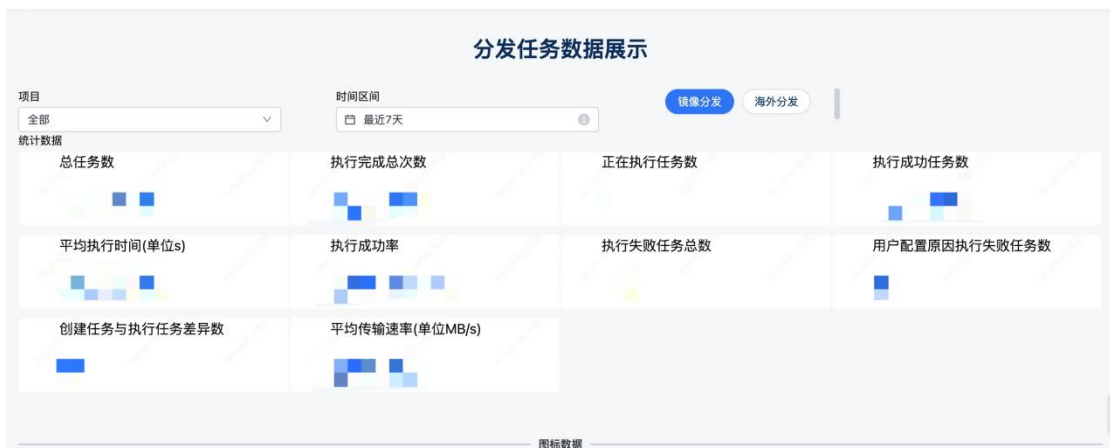 分发任务数据展示
项目
时间区间
全部
最近7天
镜像分发
海外分发
统计数据
总任务数
执行完成总次数
正在执行任务数
执行成功任务数
平均执行时间(单位s)
执行成功率
执行失败任务总数
用户配置原因执行失败任务数
创建任务与执行任务差异数
平均传输速率(单位MB/s)
图标数据